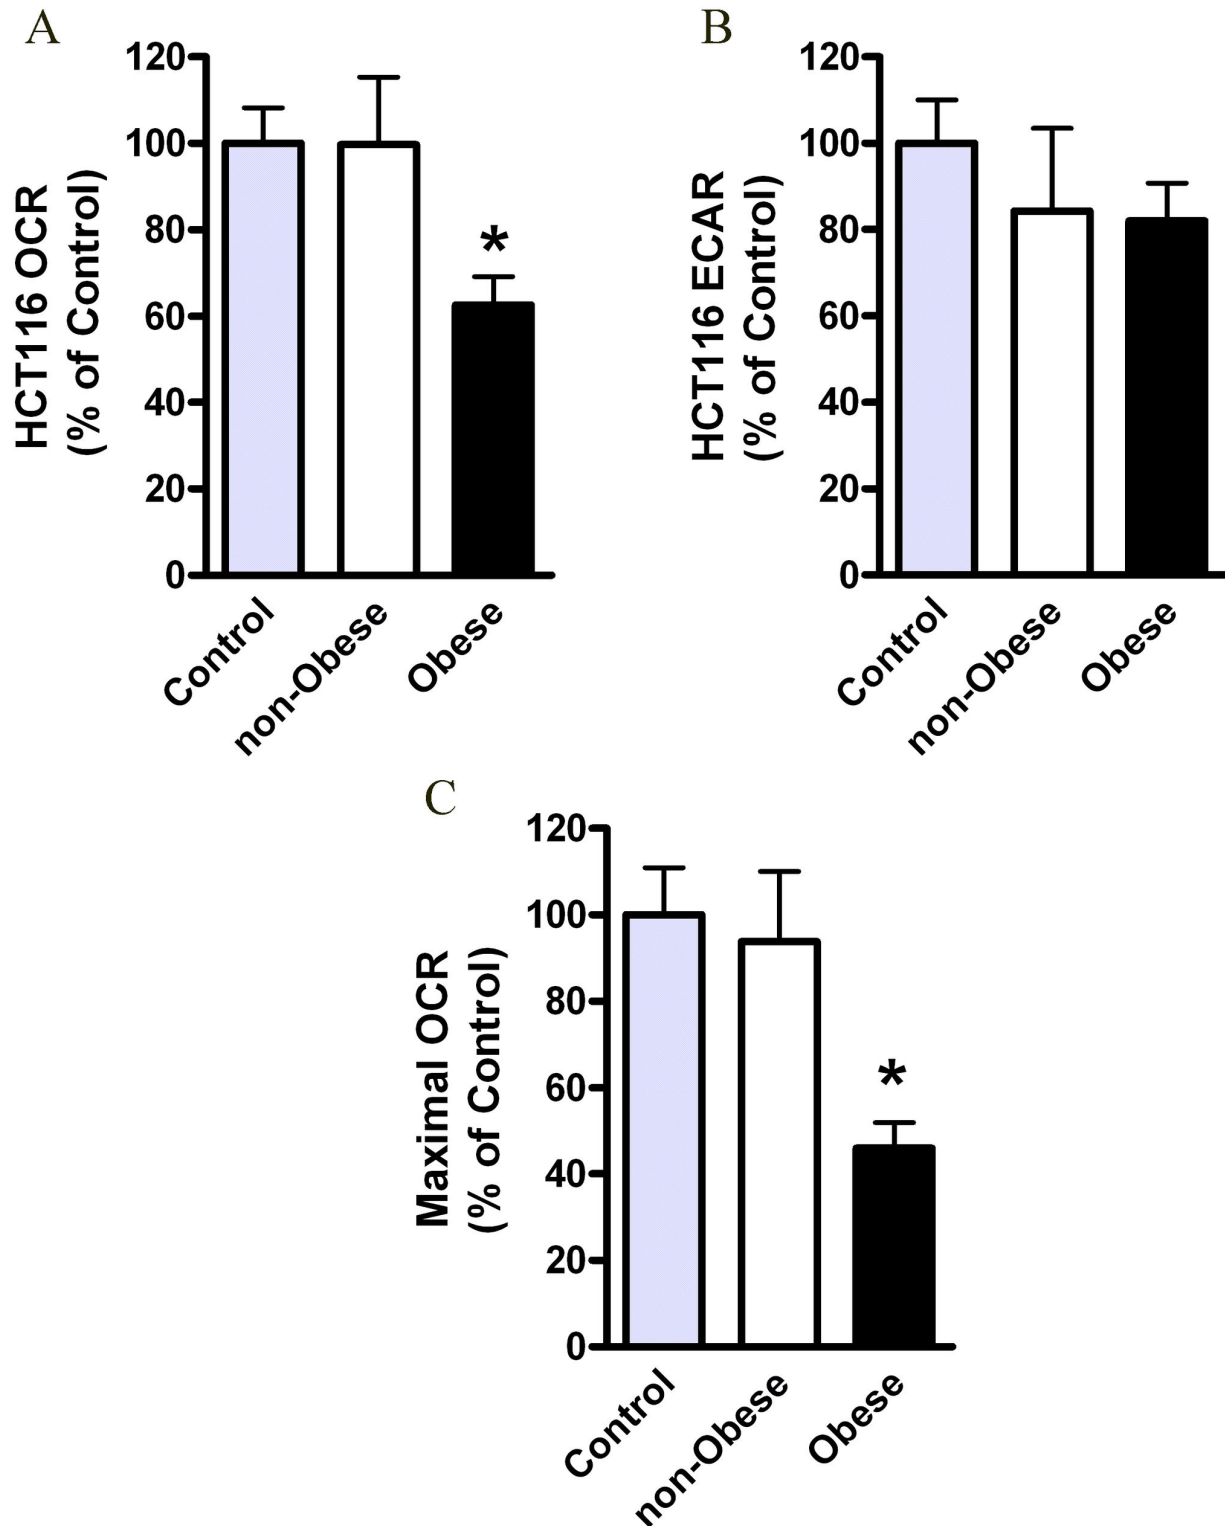 A
HCT116 OCR
(% of Control)
120
100
80
60
40
20
0
*
Control
non-Obese
Obese
B
HCT116 ECAR
(% of Control)
120
100
80
60
40
20
0
Control
non-Obese
Obese
C
Maximal OCR
(% of Control)
120
100
80
60
40
20
0
*
Control
non-Obese
Obese